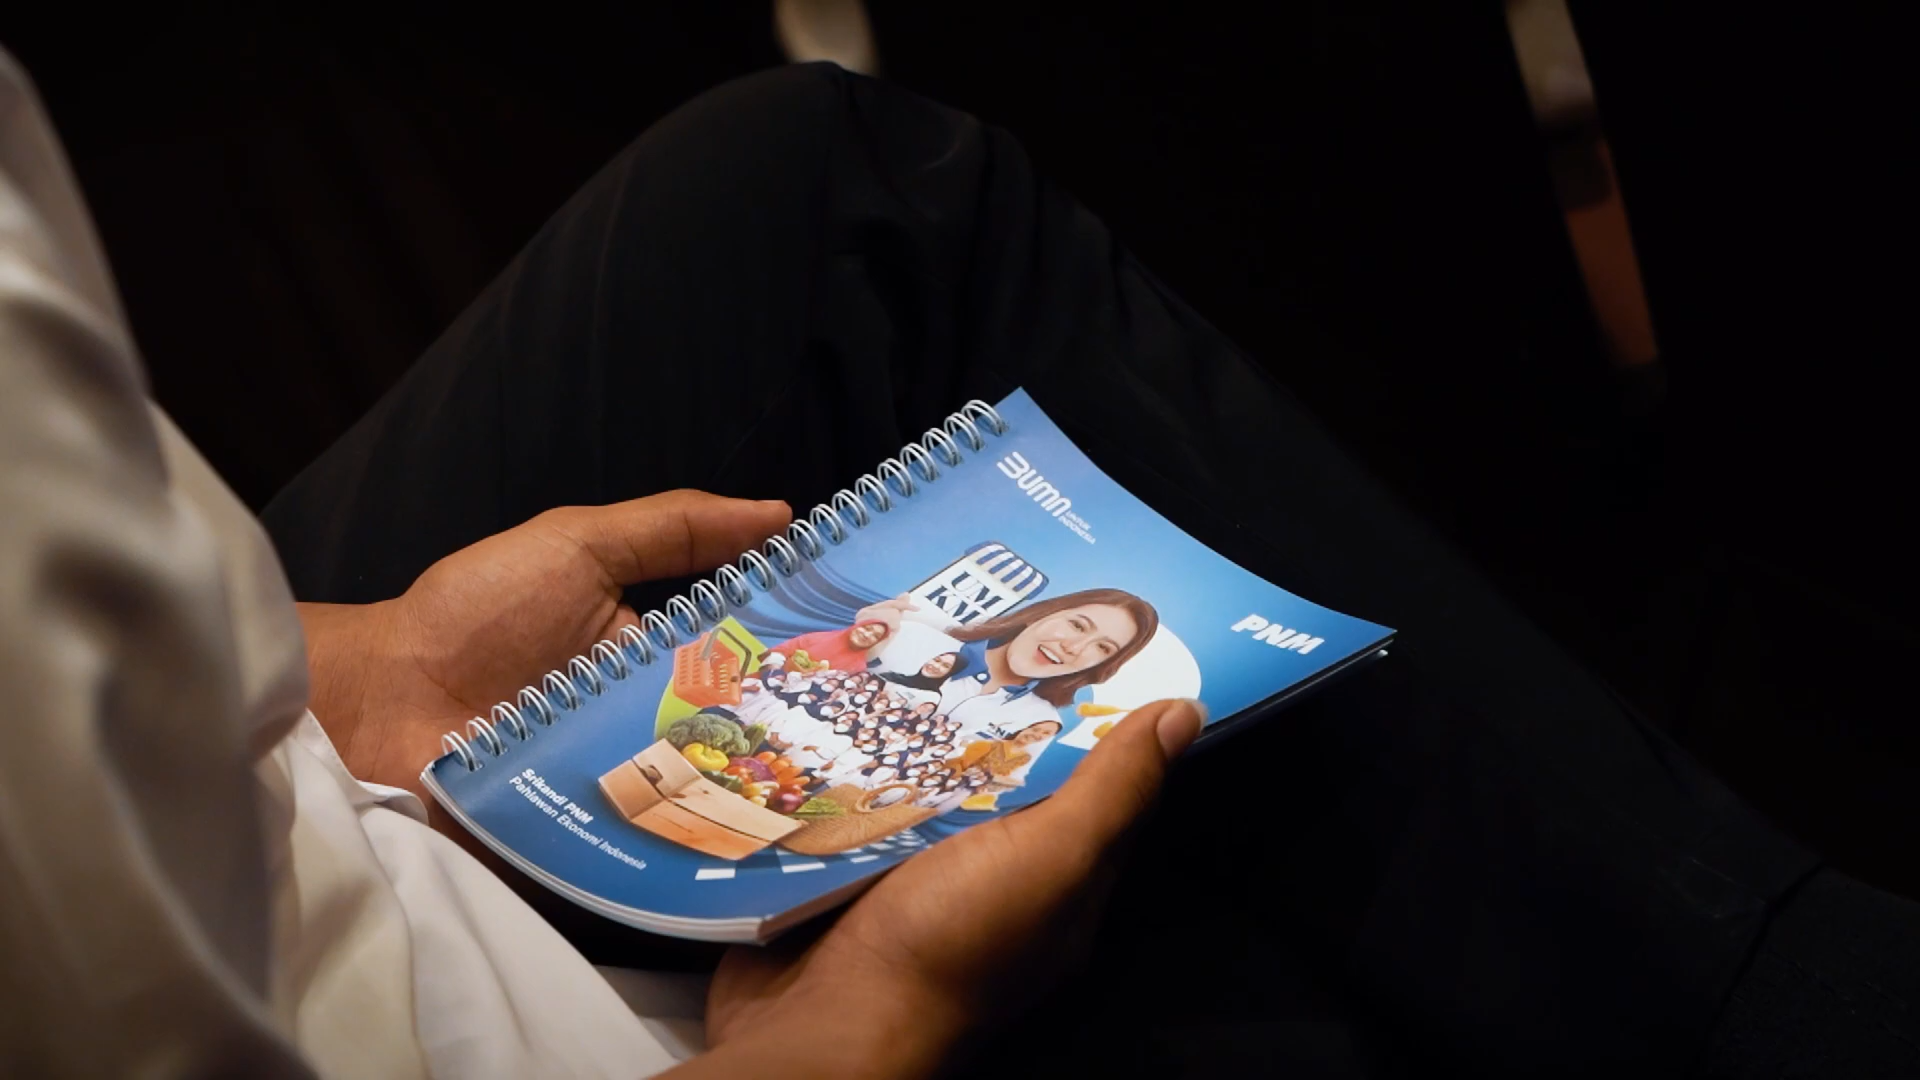 BUMN
UNTUK
INDONESIA
PNM
UM
KM
Srikandi PNM
Pahlawan Ekonomi Indonesia